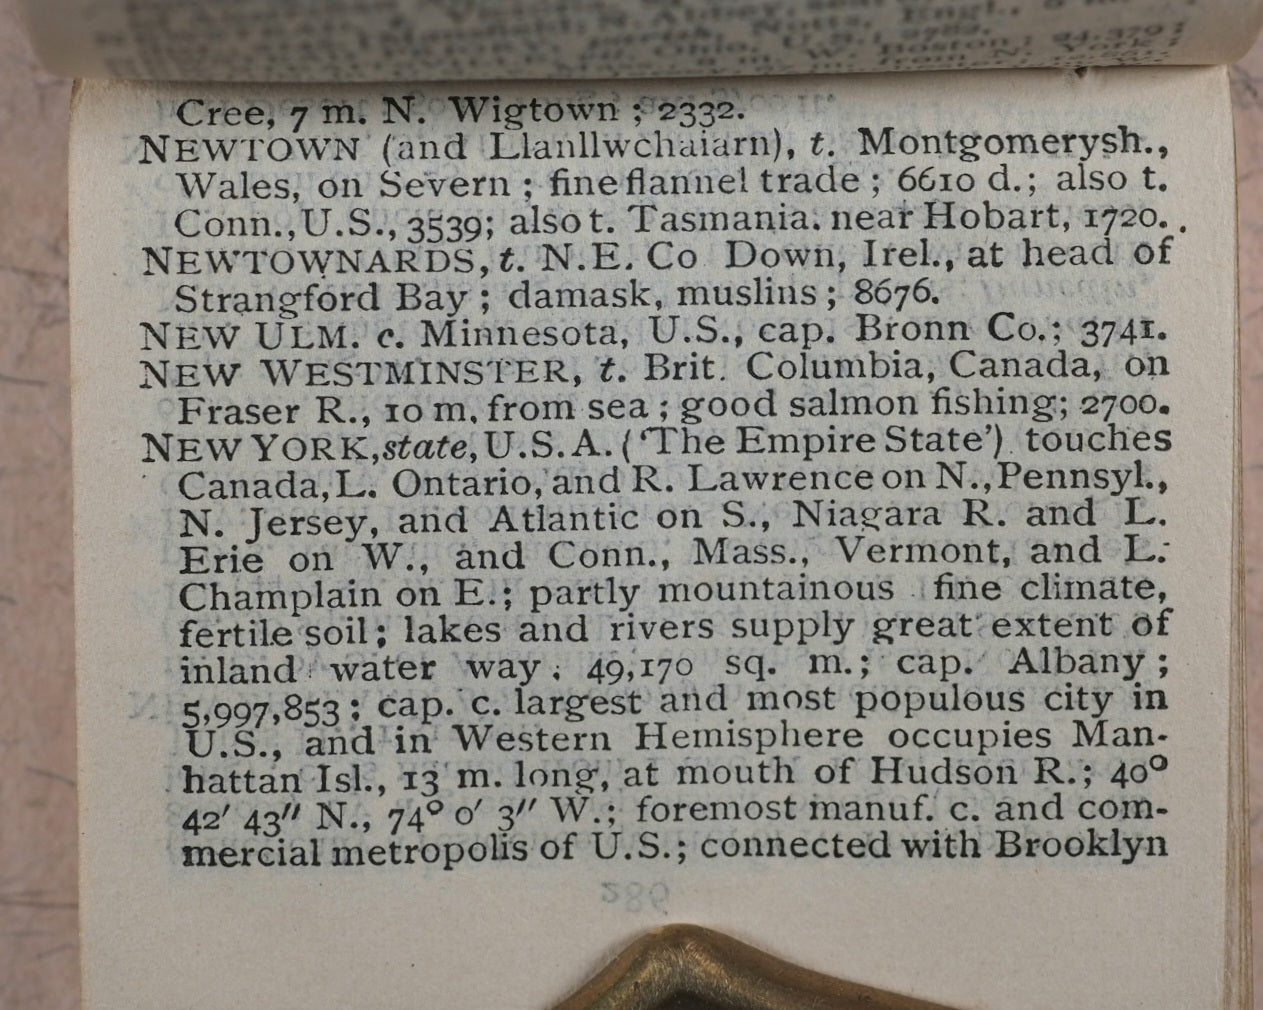 Cree, 7 m. N. Wigtown ; 2332.
NEWTOWN (and Llanllwchaiarn), t. Montgomerysh.,
Wales, on Severn ; fine flannel trade ; 6610 d.; also t.
Conn., U.S., 3539; also t. Tasmania. near Hobart, 1720. .
NEWTOWNARDS, t. N.E. Co Down, Irel., at head of
Strangford Bay ; damask, muslins ; 8676.
NEW ULM. c. Minnesota, U.S., cap. Bronn Co.; 3741.
NEW WESTMINSTER, t. Brit. Columbia, Canada, on
Fraser R., 10 m. from sea ; good salmon fishing; 2700.
NEW YORK, state, U.S.A. ('The Empire State') touches
Canada, L. Ontario, and R. Lawrence on N., Pennsyl.,
N. Jersey, and Atlantic on S., Niagara R. and L.
Erie on W., and Conn., Mass., Vermont, and L.
Champlain on E.; partly mountainous fine climate,
fertile soil; lakes and rivers supply great extent of
inland water way ; 49,170 sq. m.; cap. Albany ;
5,997,853 ; cap. c. largest and most populous city in
U.S., and in Western Hemisphere occupies Man-
hattan Isl., 13 m. long, at mouth of Hudson R.; 40°
42′ 43″ N., 74° 0′ 3″ W.; foremost manuf. c. and com-
mercial metropolis of U.S.; connected with Brooklyn